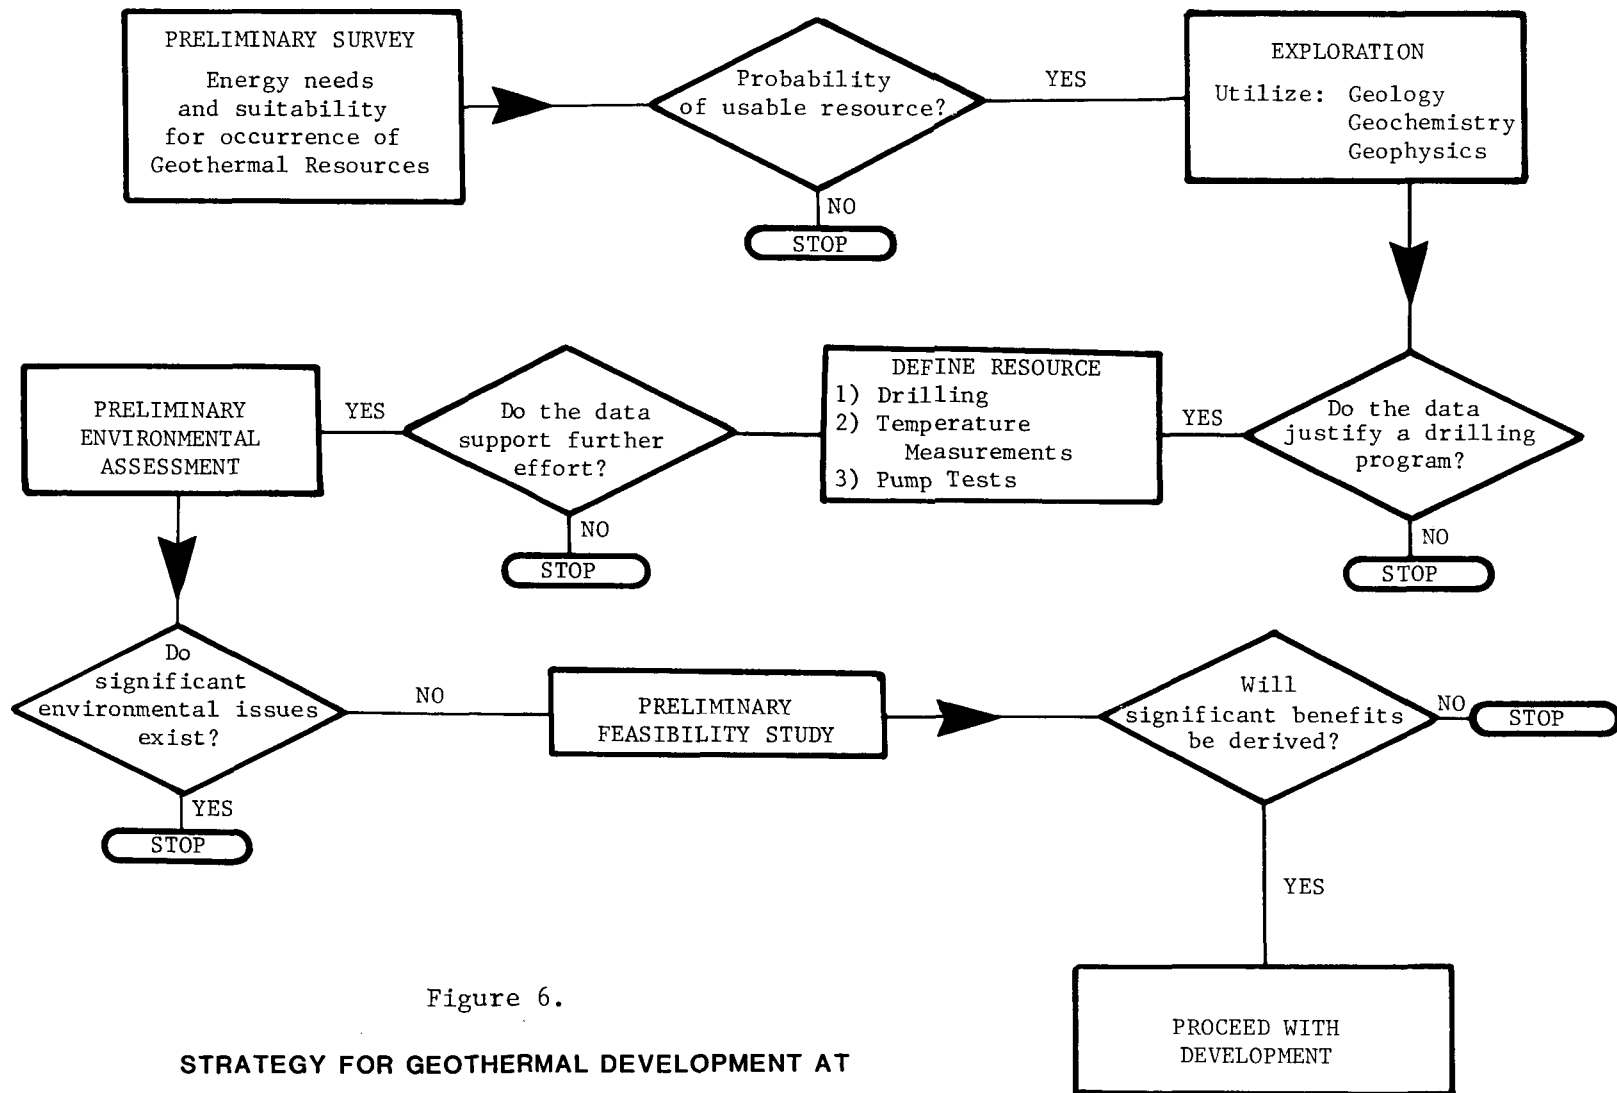 PRELIMINARY SURVEY
Energy needs
and suitability
for occurrence of
Geothermal Resources
Probability
of usable resource?
YES
NO
STOP
EXPLORATION
Utilize: Geology
Geochemistry
Geophysics
Do the data
justify a drilling
program?
NO
STOP
YES
DEFINE RESOURCE
1) Drilling
2) Temperature
Measurements
3) Pump Tests
Do the data
support further
effort?
NO
STOP
YES
PRELIMINARY
ENVIRONMENTAL
ASSESSMENT
Do
significant
environmental issues
exist?
YES
STOP
NO
PRELIMINARY
FEASIBILITY STUDY
Will
significant benefits
be derived?
NO
STOP
YES
PROCEED WITH
DEVELOPMENT
Figure 6.
STRATEGY FOR GEOTHERMAL DEVELOPMENT AT